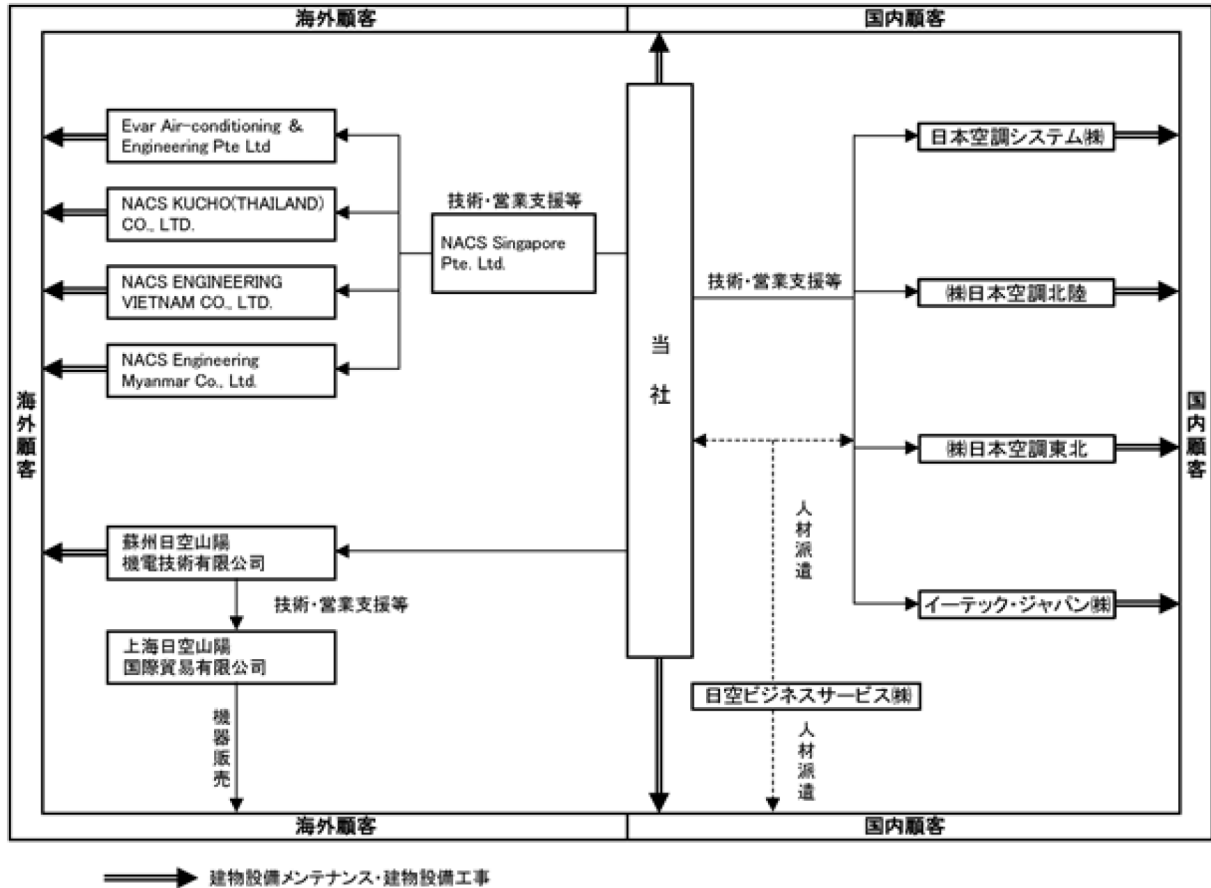 海外顧客
国内顧客
Evar Air-conditioning &
Engineering Pte Ltd
NACS KUCHO(THAILAND)
CO., LTD.
NACS ENGINEERING
VIETNAM CO., LTD.
NACS Engineering
Myanmar Co., Ltd.
技術・営業支援等
NACS Singapore
Pte. Ltd.
当社
技術・営業支援等
日本空調システム㈱
㈱日本空調北陸
㈱日本空調東北
イーテック・ジャパン㈱
海外顧客
国内顧客
蘇州日空山陽
機電技術有限公司
技術・営業支援等
上海日空山陽
国際貿易有限公司
機器販売
人材派遣
日空ビジネスサービス㈱
人材派遣
海外顧客
国内顧客
建物設備メンテナンス・建物設備工事